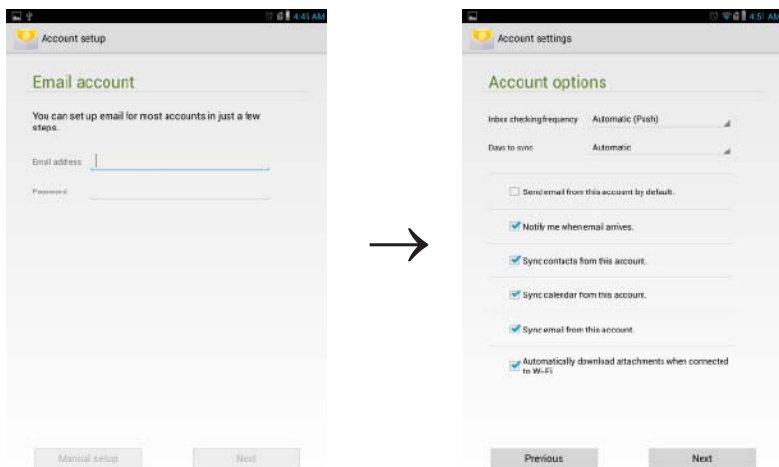 4:45 AM
Account setup
Email account
You can set up email for most accounts in just a few
steps.
Email address
Password
Manual setup
Next
4:51 AM
Account settings
Account options
Inbox checking frequency
Automatic (Push)
Days to sync
Automatic
Send email from this account by default.
Notify me when email arrives.
Sync contacts from this account.
Sync calendar from this account.
Sync email from this account.
Automatically download attachments when connected
to Wi-Fi
Previous
Next